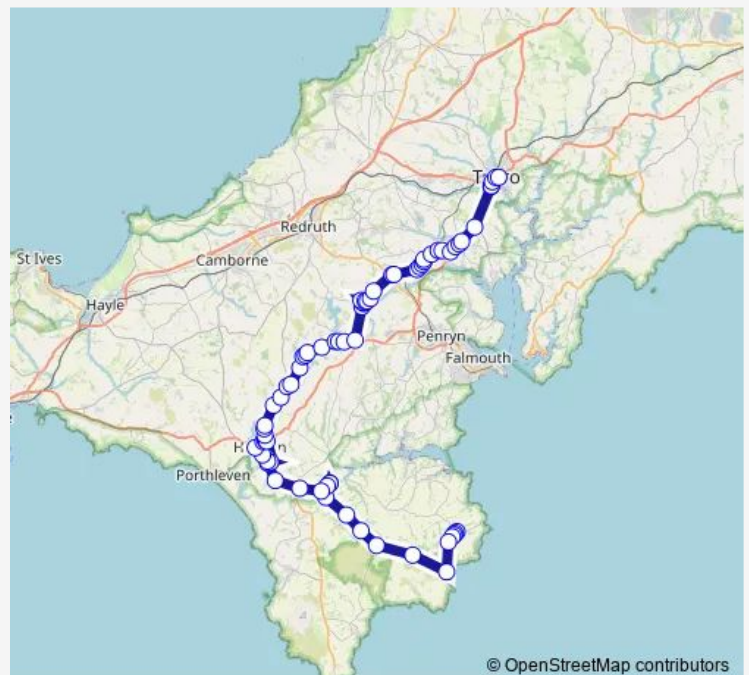 St Ives
Hayle
Camborne
Redruth
Penryn
Falmouth
Porthleven
© OpenStreetMap contributors